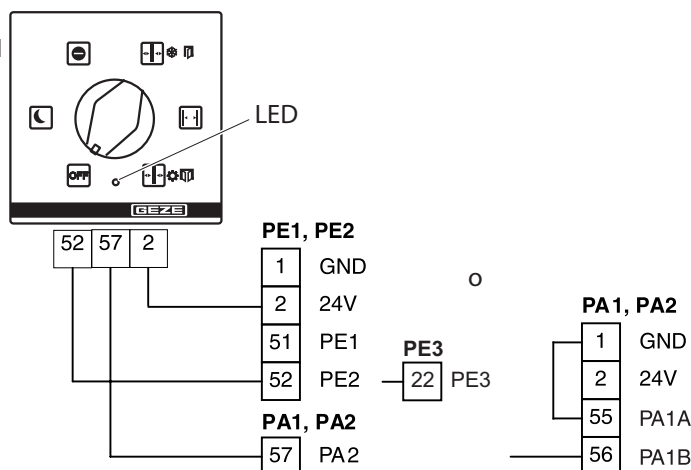 OFF
GEZE
LED
52 57 2
PE1, PE2
1 GND
2 24V
51 PE1
52 PE2
PE3
22 PE3
PA1, PA2
57 PA2
o
PA1, PA2
1 GND
2 24V
55 PA1A
56 PA1B